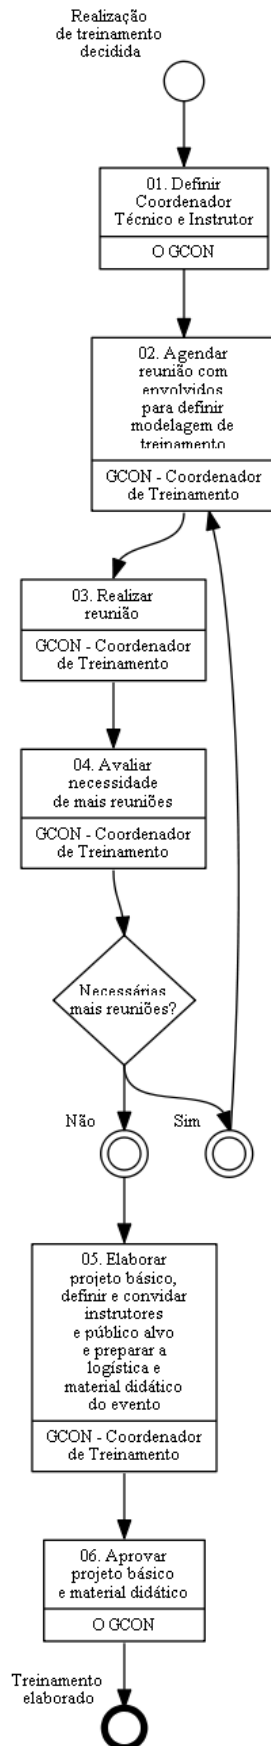 Realização
de treinamento
decidida
01. Definir
Coordenador
Técnico e Instrutor
O GCON
02. Agendar
reunião com
envolvidos
para definir
modelagem de
treinamento
GCON - Coordenador
de Treinamento
03. Realizar
reunião
GCON - Coordenador
de Treinamento
04. Avaliar
necessidade
de mais reuniões
GCON - Coordenador
de Treinamento
Necessárias
mais reuniões?
Não
Sim
05. Elaborar
projeto básico,
definir e convidar
instrutores
e público alvo
e preparar a
logística e
material didático
do evento
GCON - Coordenador
de Treinamento
06. Aprovar
projeto básico
e material didático
O GCON
Treinamento
elaborado